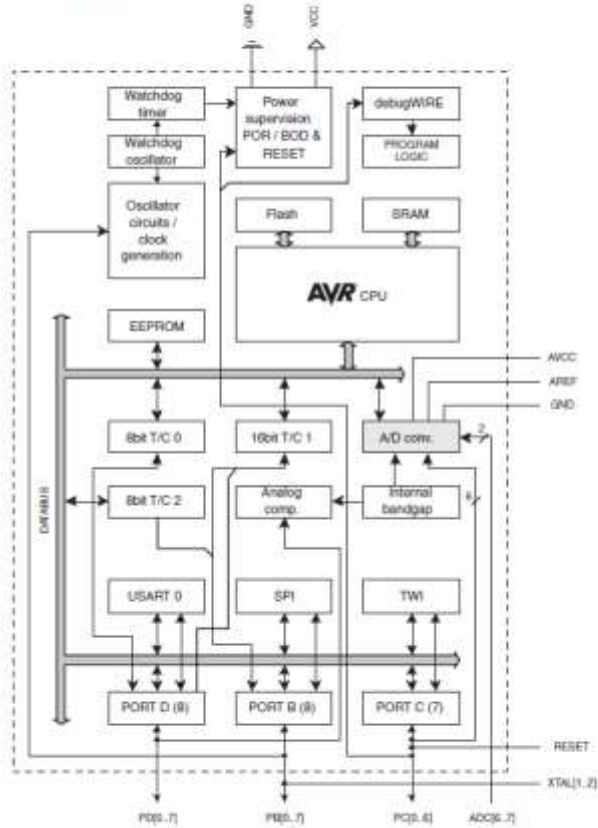 GND
VCC
Watchdog
timer
Power
supervision
POR / BOD &
RESET
debugWIRE
Watchdog
oscillator
PROGRAM
LOGIC
Oscillator
circuits /
clock
generation
Flash
SRAM
AVR CPU
EEPROM
AVCC
AREF
GND
8bit T/C 0
16bit T/C 1
A/D conv.
2
8bit T/C 2
Analog
comp.
Internal
bandgap
6
DATABUS
USART 0
SPI
TWI
PORT D (8)
PORT B (8)
PORT C (7)
RESET
XTAL[1..2]
PD[0..7]
PB[0..7]
PC[0..6]
ADC[6..7]